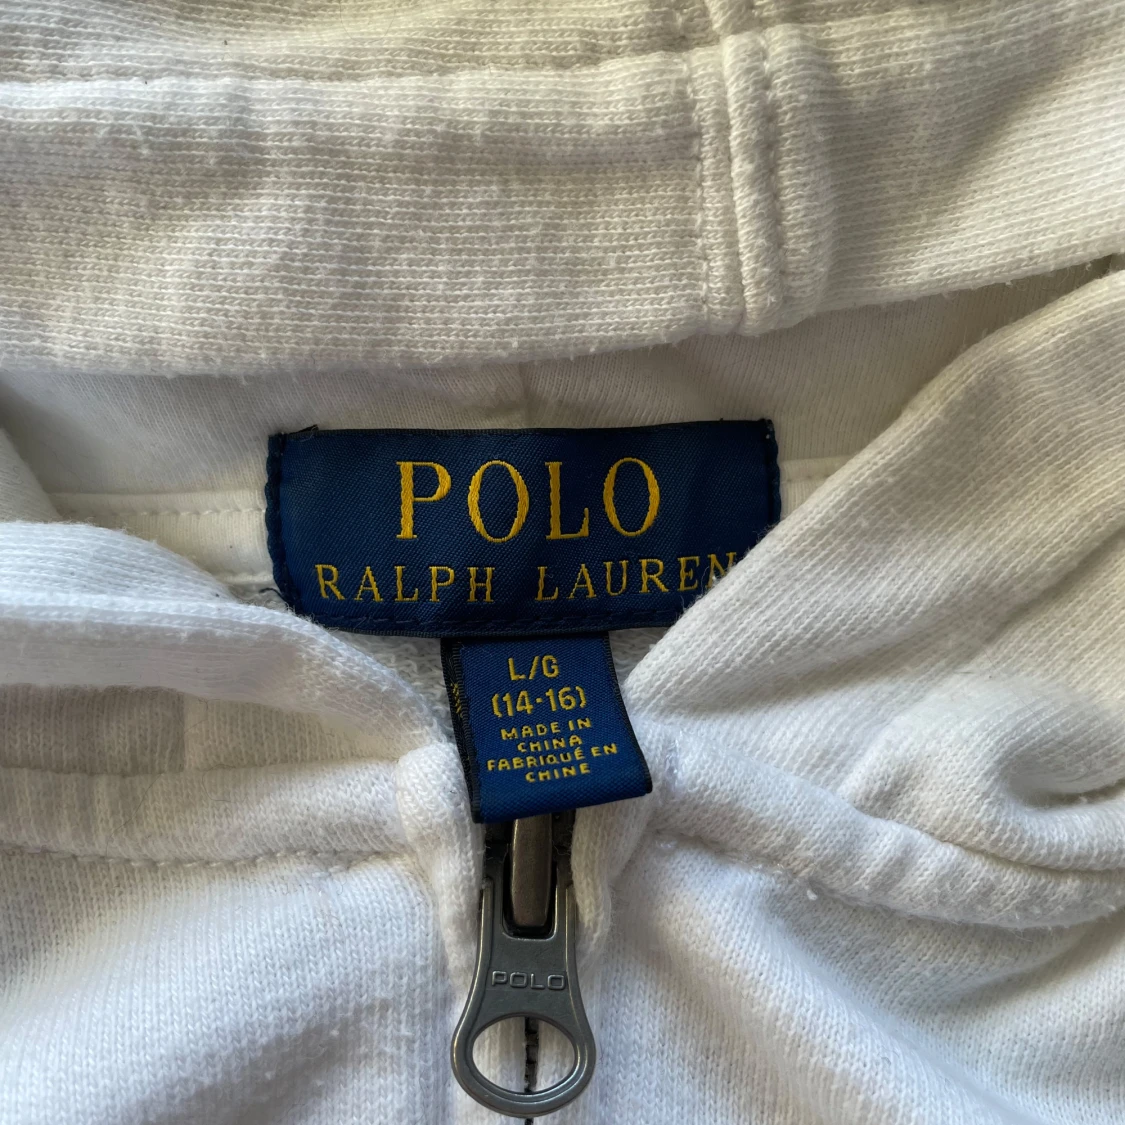 POLO
RALPH LAUREN
L/G
(14-16)
MADE IN
CHINA
FABRIQUÉ EN
CHINE
POLO